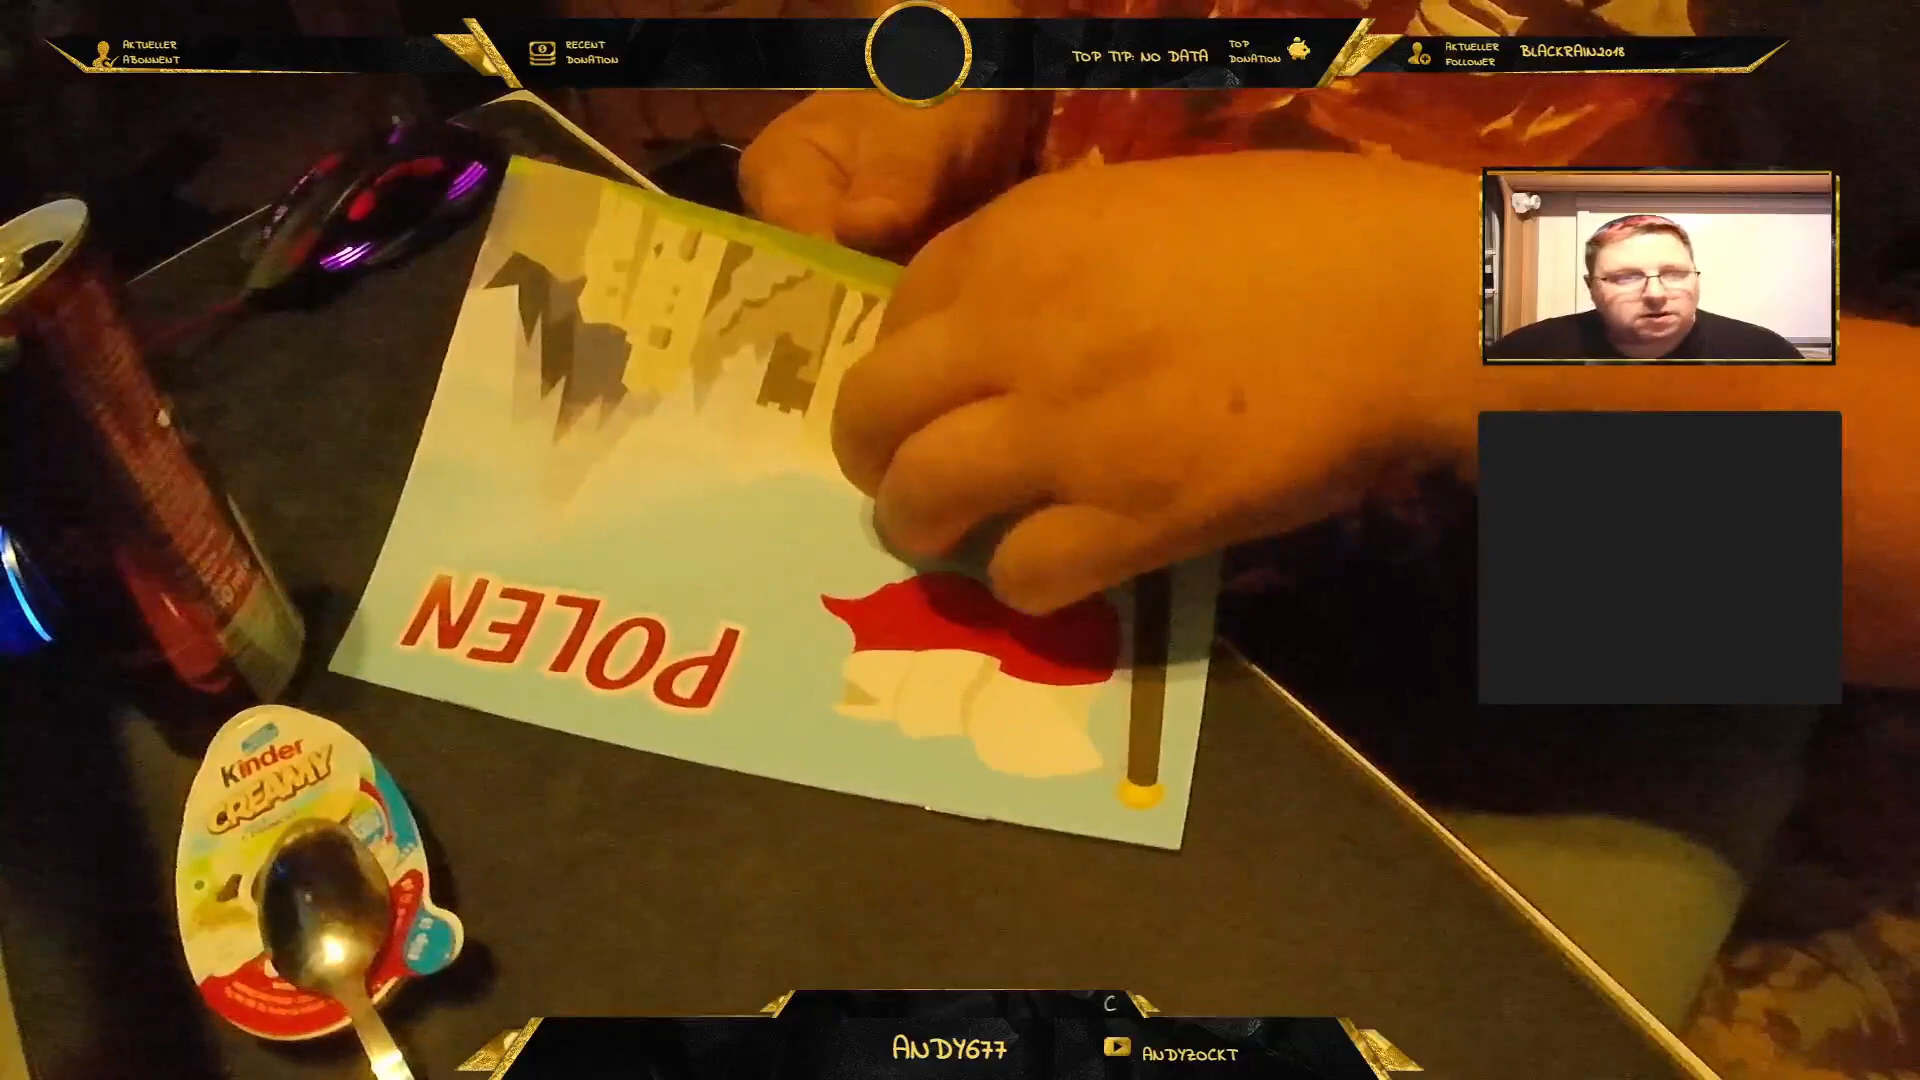 AKTUELLER
ABONNENT
RECENT
DONATION
TOP TIP: NO DATA
TOP
DONATION
AKTUELLER
FOLLOWER
BLACKRAIN2018
POLEN
Kinder
CREAMY
C
ANDY677
ANDYZOCKT